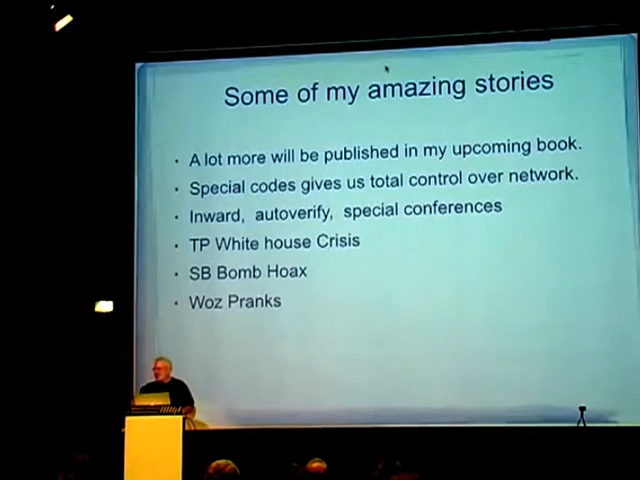 Some of my amazing stories
· A lot more will be published in my upcoming book.
· Special codes gives us total control over network.
· Inward, autoverify, special conferences
· TP White house Crisis
· SB Bomb Hoax
· Woz Pranks